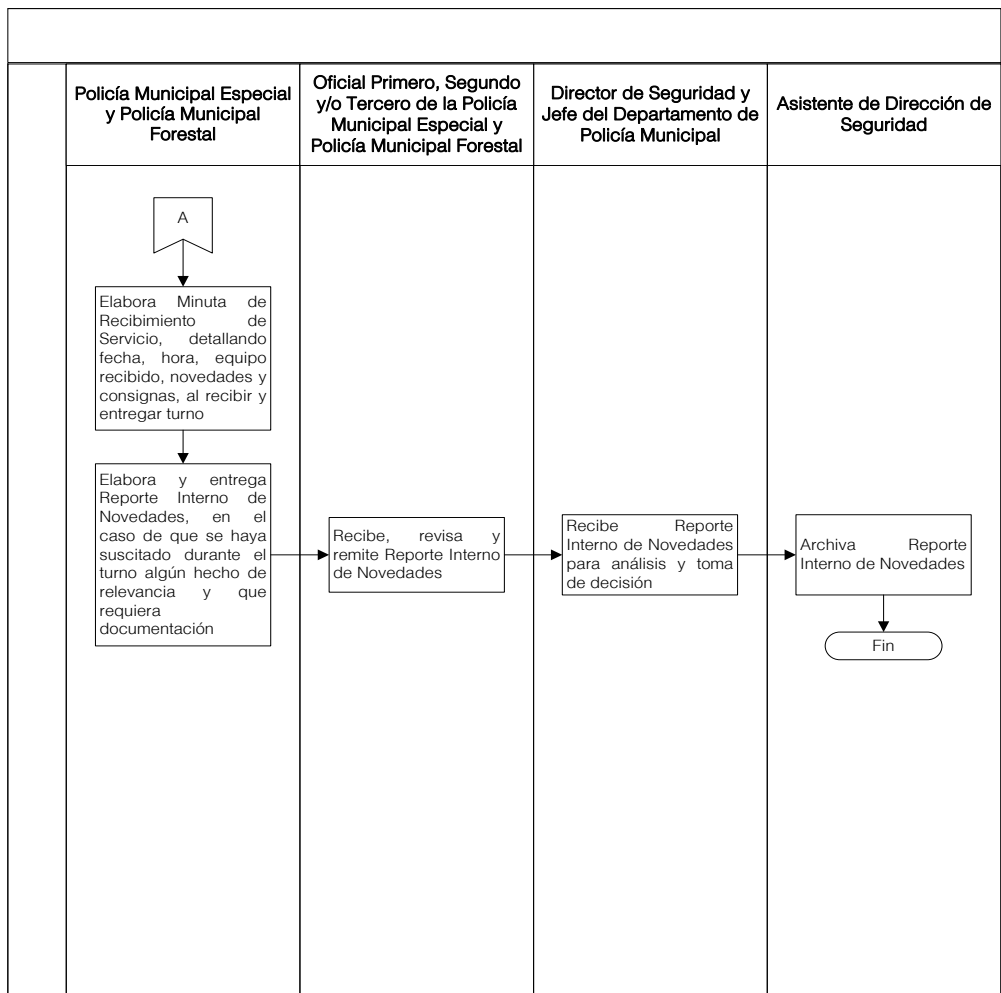 Policía Municipal Especial
y Policía Municipal
Forestal
Oficial Primero, Segundo
y/o Tercero de la Policía
Municipal Especial y
Policía Municipal Forestal
Director de Seguridad y
Jefe del Departamento de
Policía Municipal
Asistente de Dirección de
Seguridad
A
Elabora Minuta de
Recibimiento de
Servicio, detallando
fecha, hora, equipo
recibido, novedades y
consignas, al recibir y
entregar turno
Elabora y entrega
Reporte Interno de
Novedades, en el
caso de que se haya
suscitado durante el
turno algún hecho de
relevancia y que
requiera
documentación
Recibe, revisa y
remite Reporte Interno
de Novedades
Recibe Reporte
Interno de Novedades
para análisis y toma
de decisión
Archiva Reporte
Interno de Novedades
Fin